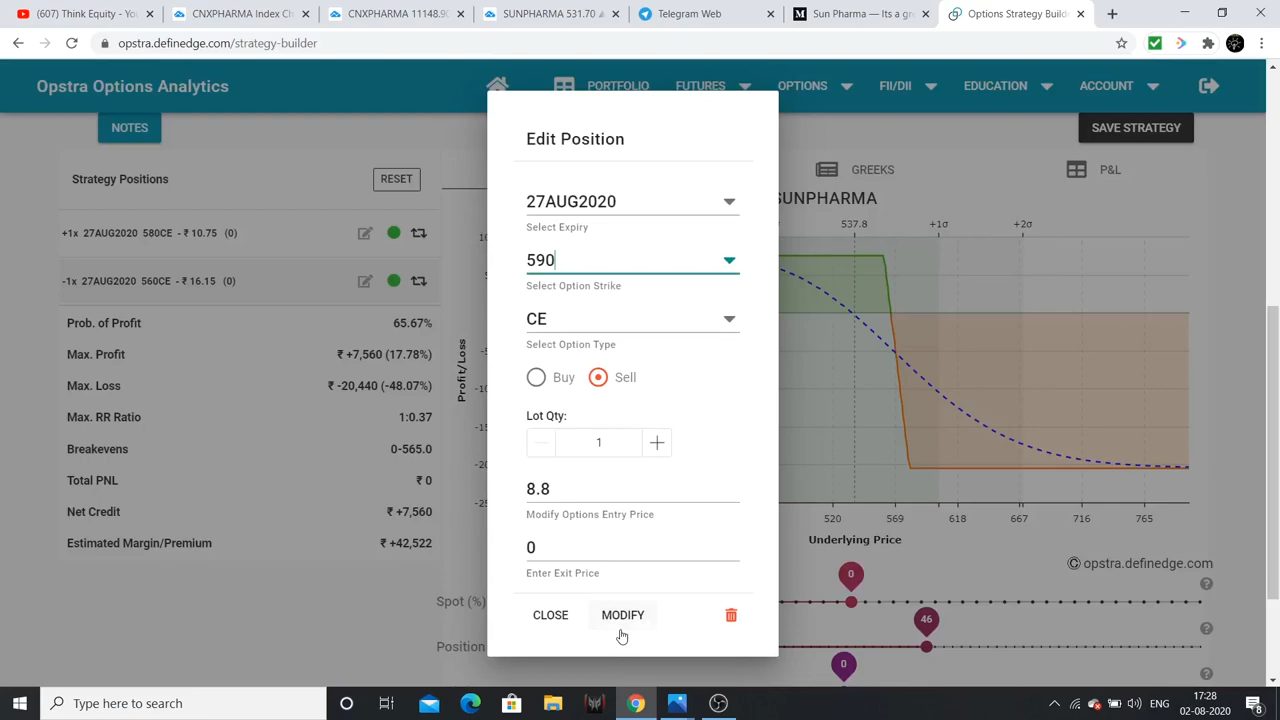 (607) Think Equity - You
CNXPHARMA Index Ch
CNXPHARMA 11148.90
SUNPHARMA 531.70
Telegram Web
Sun Pharma — Its a gr
Options Strategy Build
opstra.definedge.com/strategy-builder
Opstra Options Analytics
PORTFOLIO
FUTURES
OPTIONS
FII/DII
EDUCATION
ACCOUNT
NOTES
SAVE STRATEGY
Strategy Positions
RESET
GREEKS
P&L
SUNPHARMA
537.8
+1σ
+2σ
+1x 27AUG2020 580CE - ₹ 10.75 (0)
-1x 27AUG2020 560CE - ₹ 16.15 (0)
Prob. of Profit 65.67%
Max. Profit ₹ +7,560 (17.78%)
Max. Loss ₹ -20,440 (-48.07%)
Max. RR Ratio 1:0.37
Breakevens 0-565.0
Total PNL ₹ 0
Net Credit ₹ +7,560
Estimated Margin/Premium ₹ +42,522
Profit/Loss
Edit Position
27AUG2020
Select Expiry
590
Select Option Strike
CE
Select Option Type
Buy
Sell
Lot Qty:
1
8.8
Modify Options Entry Price
0
Enter Exit Price
CLOSE
MODIFY
520 569 618 667 716 765
Underlying Price
© opstra.definedge.com
Spot (%)
0
Position
46
0
Type here to search
ENG
17:28
02-08-2020
8